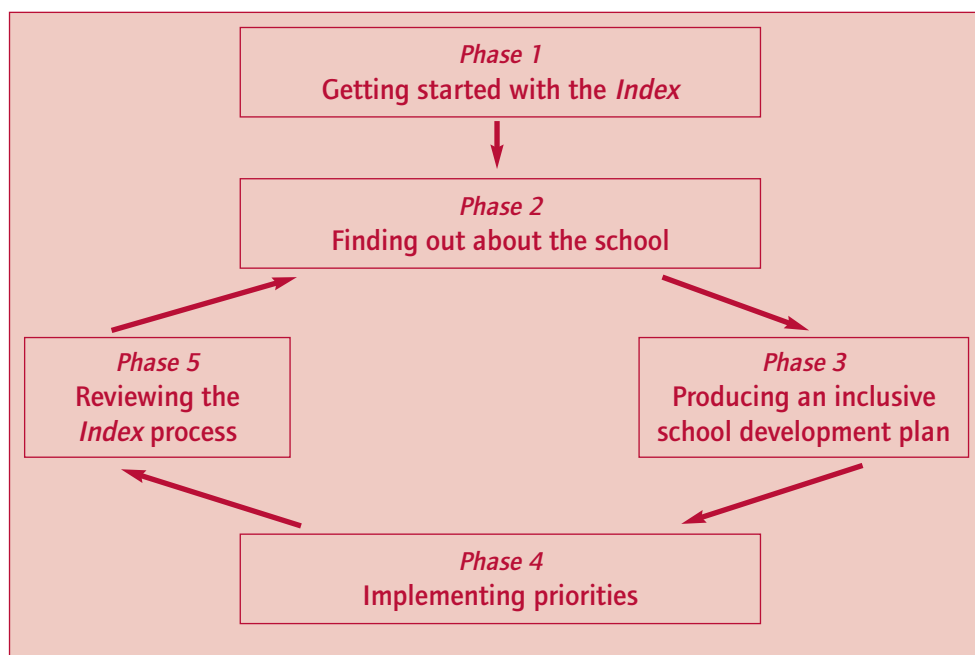 Phase 1
Getting started with the Index
Phase 2
Finding out about the school
Phase 3
Producing an inclusive
school development plan
Phase 4
Implementing priorities
Phase 5
Reviewing the
Index process